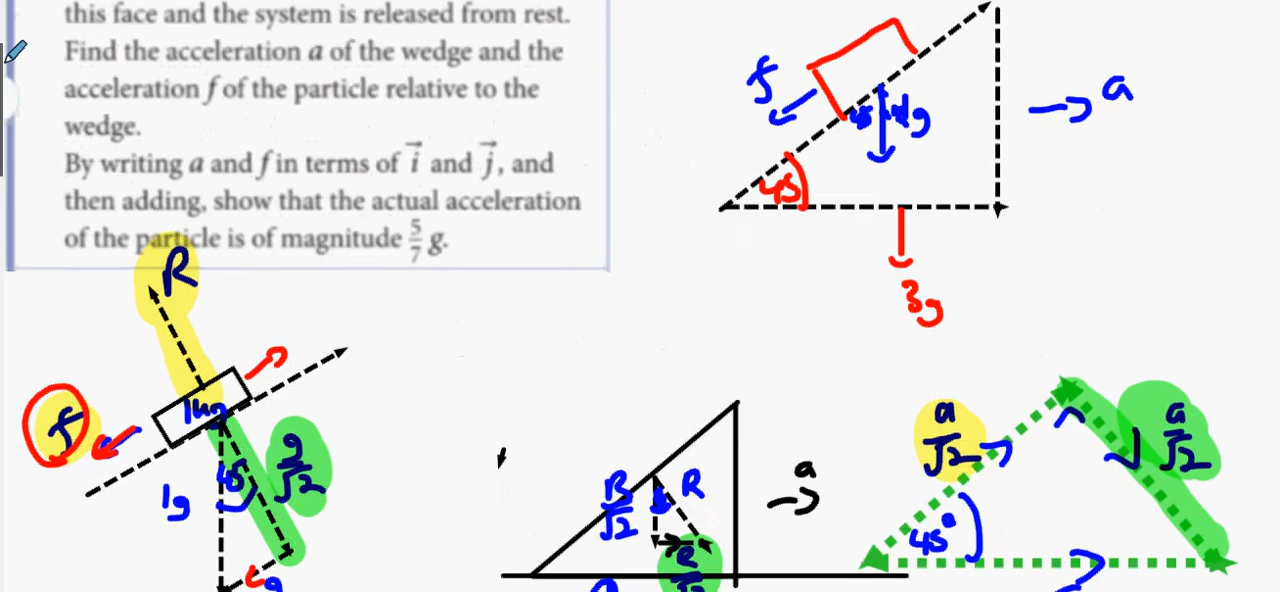 this face and the system is released from rest.
Find the acceleration a of the wedge and the
acceleration f of the particle relative to the
wedge.
By writing a and f in terms of i⃗ and j⃗, and
then adding, show that the actual acceleration
of the particle is of magnitude 5/7 g.
f
45
1g
a
45
3g
R
f
1kg
45
g/√2
1g
R/√2
R
a
a/√2
a/√2
45°